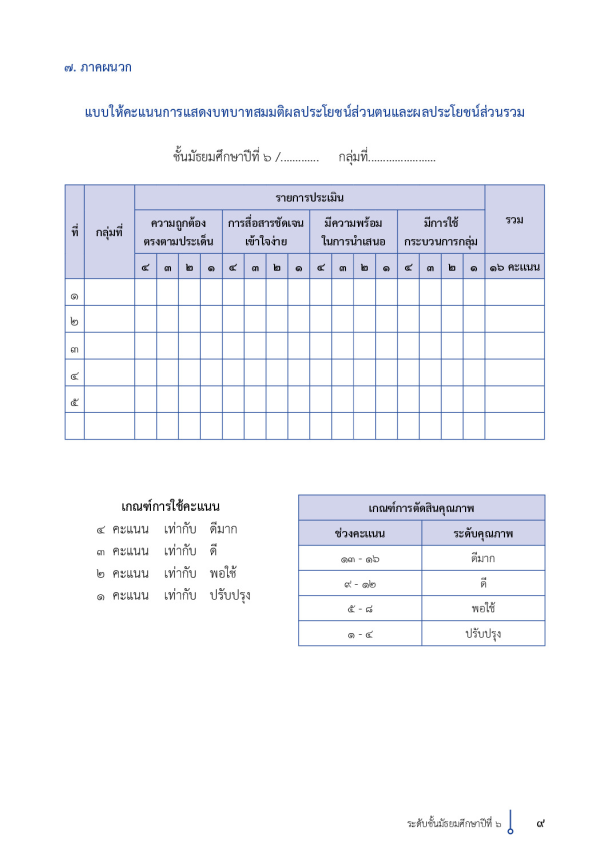 ๗. ภาคผนวก
แบบให้คะแนนการแสดงบทบาทสมมติผลประโยชน์ส่วนตนและผลประโยชน์ส่วนรวม
ชั้นมัธยมศึกษาปีที่ ๖ /............ กลุ่มที่.....................
ที่ กลุ่มที่ รายการประเมิน รวม
ความถูกต้อง การสื่อสารชัดเจน มีความพร้อม มีการใช้
ตรงตามประเด็น เข้าใจง่าย ในการนำเสนอ กระบวนการกลุ่ม
๔ ๓ ๒ ๑ ๔ ๓ ๒ ๑ ๔ ๓ ๒ ๑ ๔ ๓ ๒ ๑ ๑๖ คะแนน
๑
๒
๓
๔
๕
เกณฑ์การใช้คะแนน
๔ คะแนน เท่ากับ ดีมาก
๓ คะแนน เท่ากับ ดี
๒ คะแนน เท่ากับ พอใช้
๑ คะแนน เท่ากับ ปรับปรุง
เกณฑ์การตัดสินคุณภาพ
ช่วงคะแนน ระดับคุณภาพ
๑๓ - ๑๖ ดีมาก
๙ - ๑๒ ดี
๕ - ๘ พอใช้
๑ - ๔ ปรับปรุง
ระดับชั้นมัธยมศึกษาปีที่ ๖ ๙